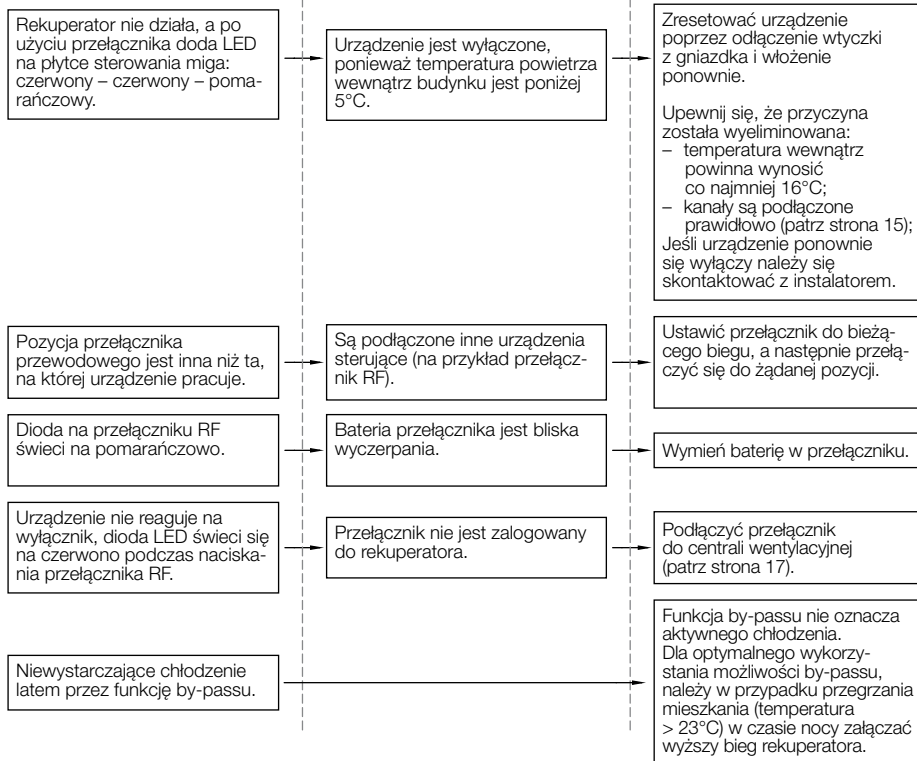 Rekuperator nie działa, a po
użyciu przełącznika doda LED
na płytce sterowania miga:
czerwony – czerwony – poma-
rańczowy.
Urządzenie jest wyłączone,
ponieważ temperatura powietrza
wewnątrz budynku jest poniżej
5°C.
Zresetować urządzenie
poprzez odłączenie wtyczki
z gniazdka i włożenie
ponownie.
Upewnij się, że przyczyna
została wyeliminowana:
– temperatura wewnątrz
powinna wynosić
co najmniej 16°C;
– kanały są podłączone
prawidłowo (patrz strona 15);
Jeśli urządzenie ponownie
się wyłączy należy się
skontaktować z instalatorem.
Pozycja przełącznika
przewodowego jest inna niż ta,
na której urządzenie pracuje.
Są podłączone inne urządzenia
sterujące (na przykład przełącz-
nik RF).
Ustawić przełącznik do bieżą-
cego biegu, a następnie przełą-
czyć się do żądanej pozycji.
Dioda na przełączniku RF
świeci na pomarańczowo.
Bateria przełącznika jest bliska
wyczerpania.
Wymień baterię w przełączniku.
Urządzenie nie reaguje na
wyłącznik, dioda LED świeci się
na czerwono podczas naciska-
nia przełącznika RF.
Przełącznik nie jest zalogowany
do rekuperatora.
Podłączyć przełącznik
do centrali wentylacyjnej
(patrz strona 17).
Niewystarczające chłodzenie
latem przez funkcję by-passu.
Funkcja by-passu nie oznacza
aktywnego chłodzenia.
Dla optymalnego wykorzy-
stania możliwości by-passu,
należy w przypadku przegrzania
mieszkania (temperatura
> 23°C) w czasie nocy załączać
wyższy bieg rekuperatora.